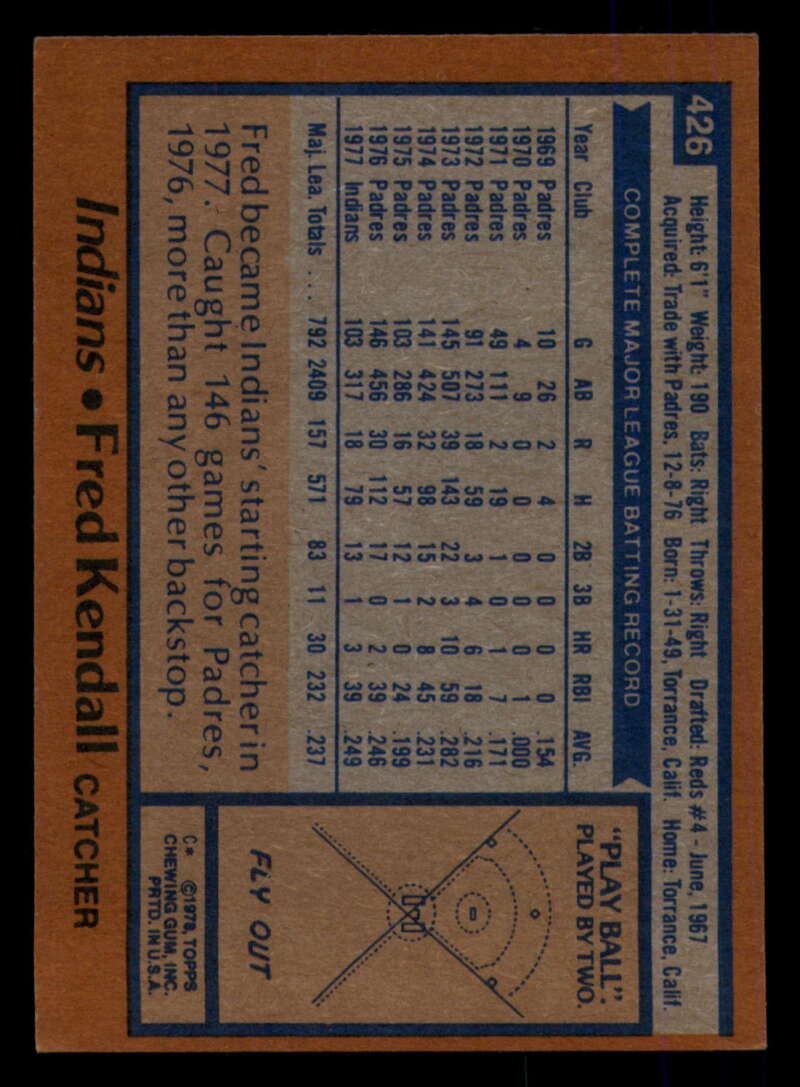 426
Height: 6'1" Weight: 190 Bats: Right Throws: Right Drafted: Reds #4 - June, 1967
Acquired: Trade with Padres, 12-8-76 Born: 1-31-49, Torrance, Calif. Home: Torrance, Calif.
COMPLETE MAJOR LEAGUE BATTING RECORD
Year Club G AB R H 2B 3B HR RBI AVG.
1969 Padres 10 26 2 4 0 0 0 0 .154
1970 Padres 4 9 0 0 0 0 0 1 .000
1971 Padres 49 111 2 19 1 0 1 7 .171
1972 Padres 91 273 18 59 3 4 6 18 .216
1973 Padres 145 507 39 143 22 3 10 59 .282
1974 Padres 141 424 32 98 15 2 8 45 .231
1975 Padres 103 286 16 57 12 1 0 24 .199
1976 Padres 146 456 30 112 17 0 2 39 .246
1977 Indians 103 317 18 79 13 1 3 39 .249
Maj. Lea. Totals ... 792 2409 157 571 83 11 30 232 .237
Fred became Indians' starting catcher in
1977. Caught 146 games for Padres,
1976, more than any other backstop.
"PLAY BALL"
PLAYED BY TWO.
FLY OUT
C* ©1978, TOPPS
CHEWING GUM, INC.
PRTD. IN U.S.A.
Indians • Fred Kendall / CATCHER